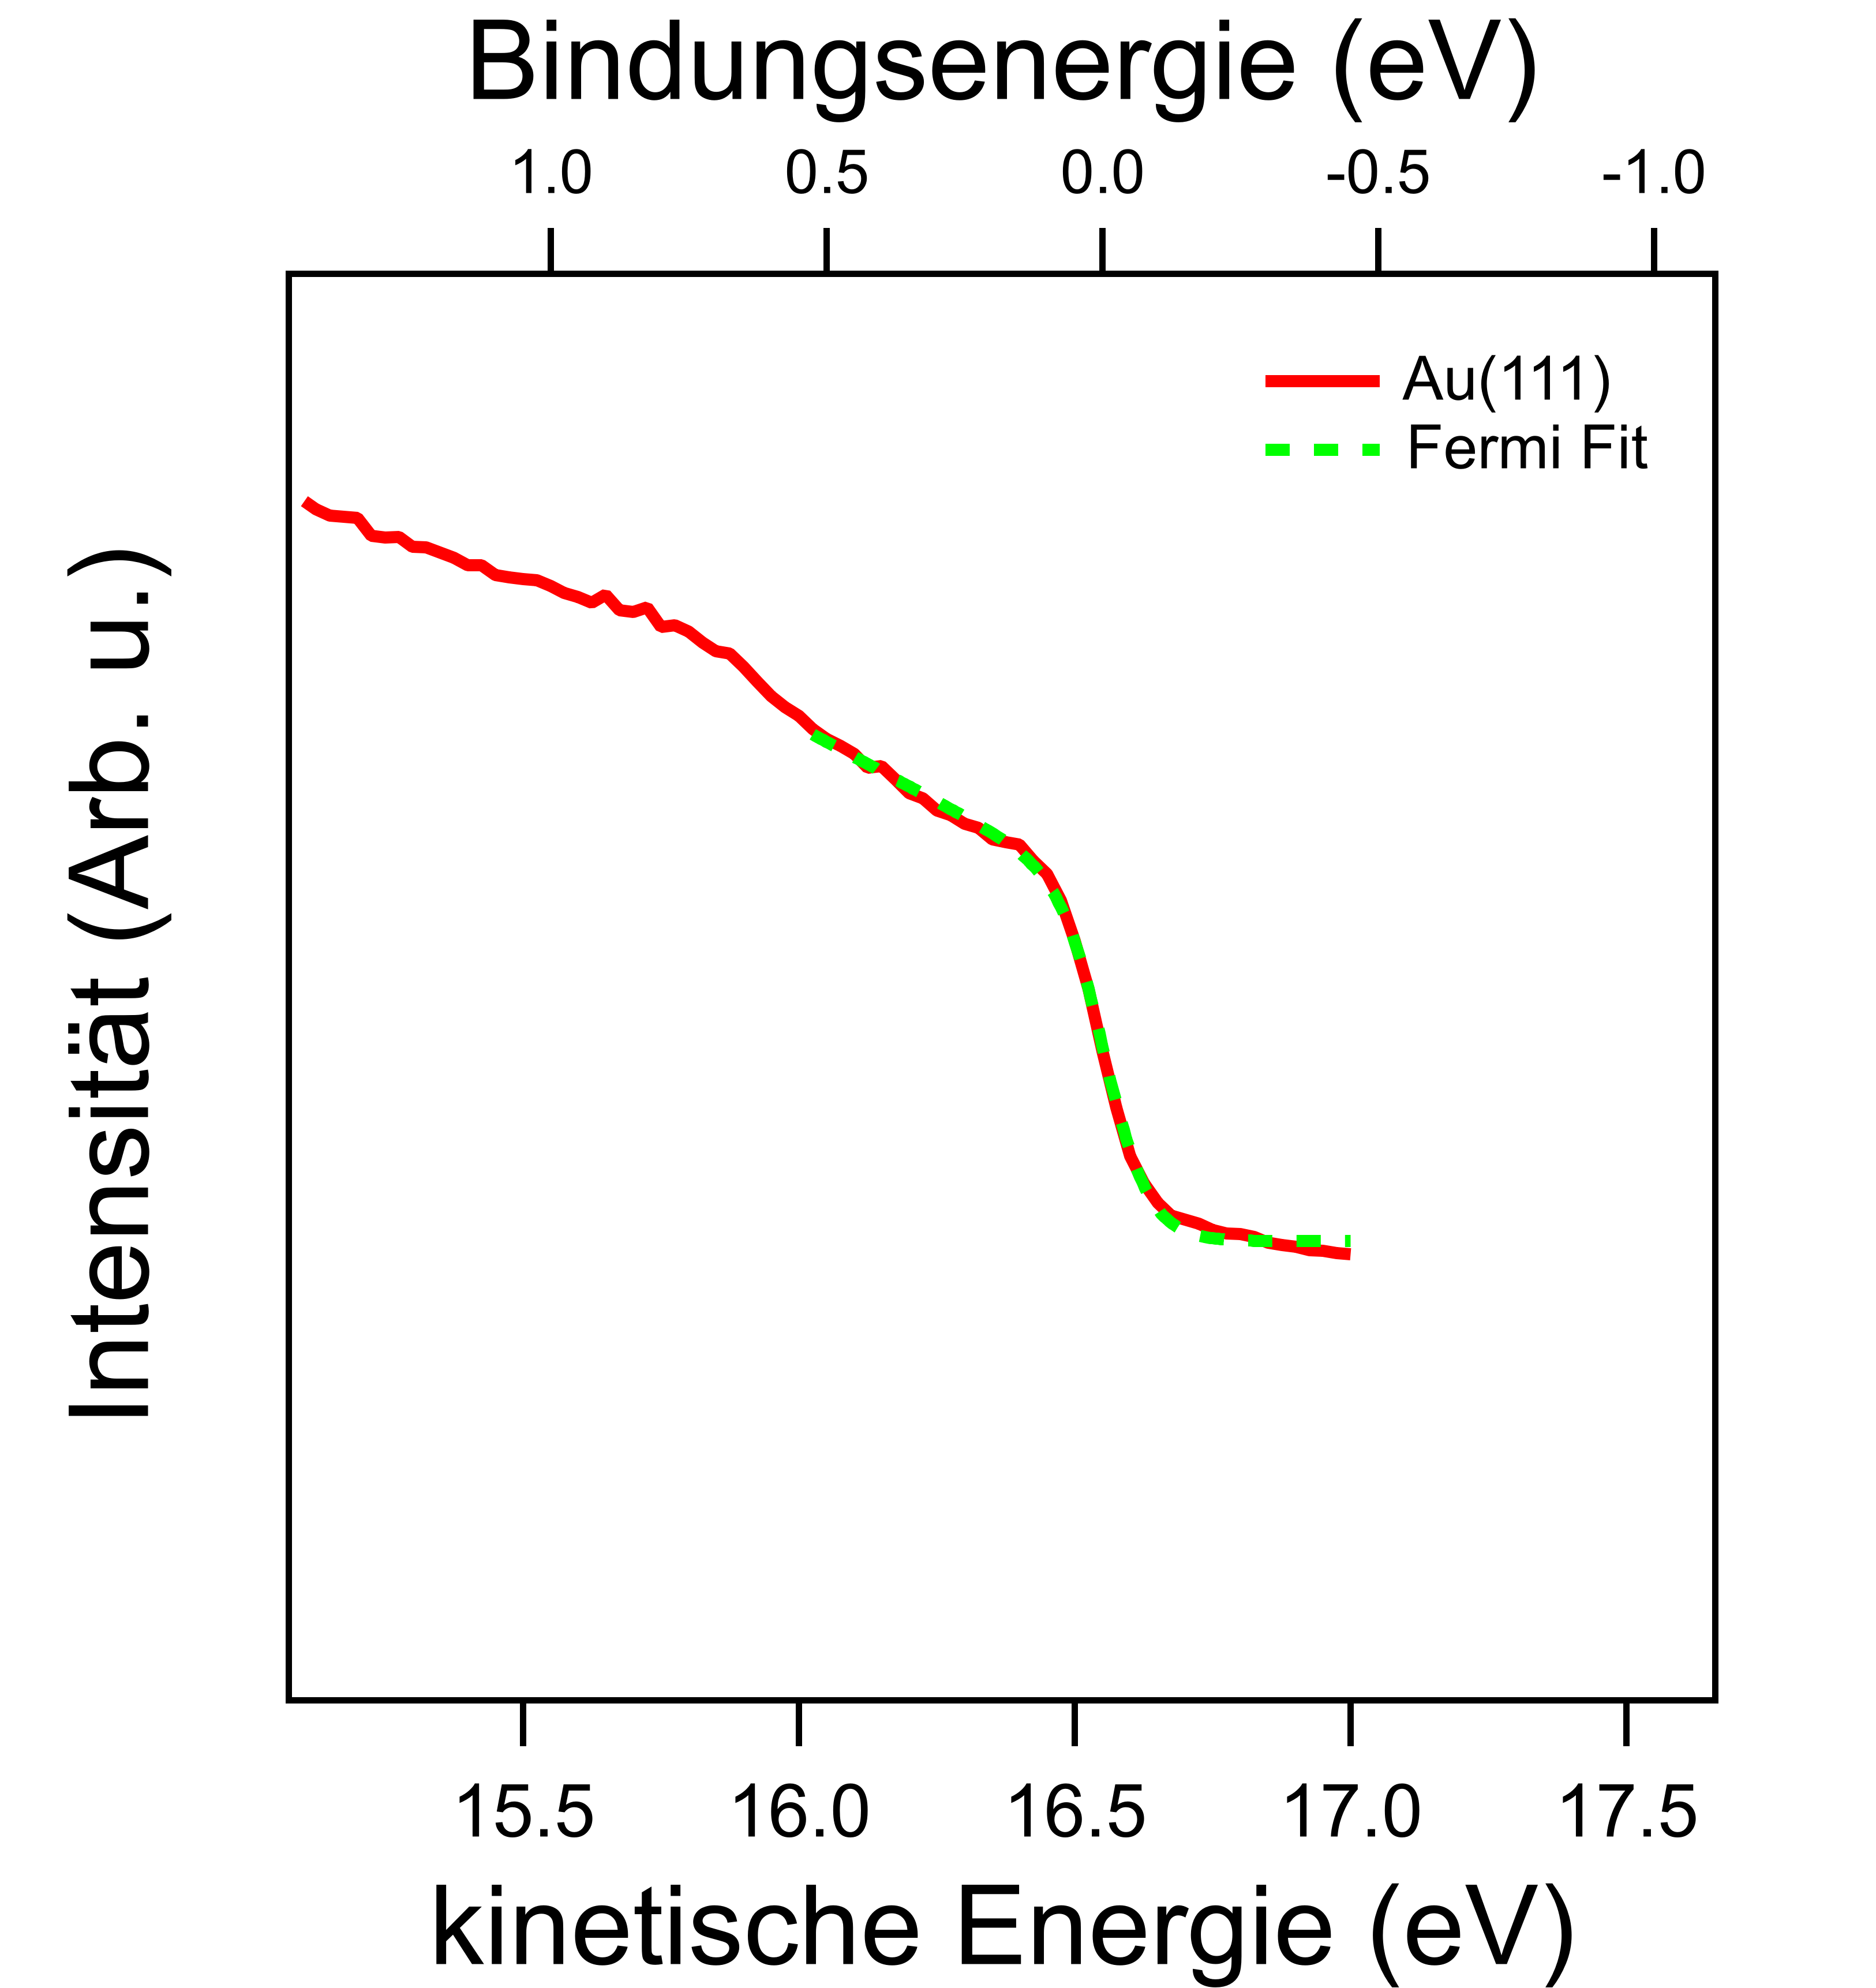 Bindungsenergie (eV)
1.0 0.5 0.0 -0.5 -1.0
Au(111)
Fermi Fit
Intensität (Arb. u.)
15.5 16.0 16.5 17.0 17.5
kinetische Energie (eV)